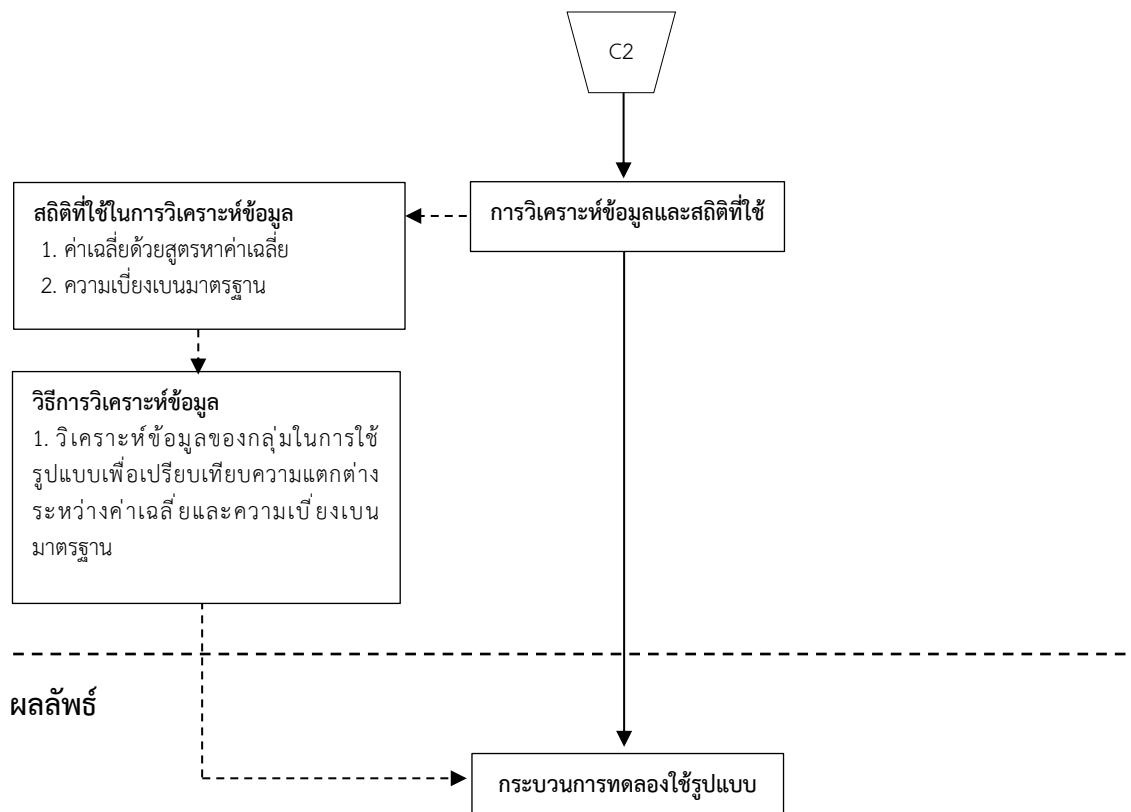 C2
การวิเคราะห์ข้อมูลและสถิติที่ใช้
สถิติที่ใช้ในการวิเคราะห์ข้อมูล
1. ค่าเฉลี่ยด้วยสูตรหาค่าเฉลี่ย
2. ความเบี่ยงเบนมาตรฐาน
วิธีการวิเคราะห์ข้อมูล
1. วิเคราะห์ข้อมูลของกลุ่มในการใช้
รูปแบบเพื่อเปรียบเทียบความแตกต่าง
ระหว่างค่าเฉลี่ยและความเบี่ยงเบน
มาตรฐาน
ผลลัพธ์
กระบวนการทดลองใช้รูปแบบ